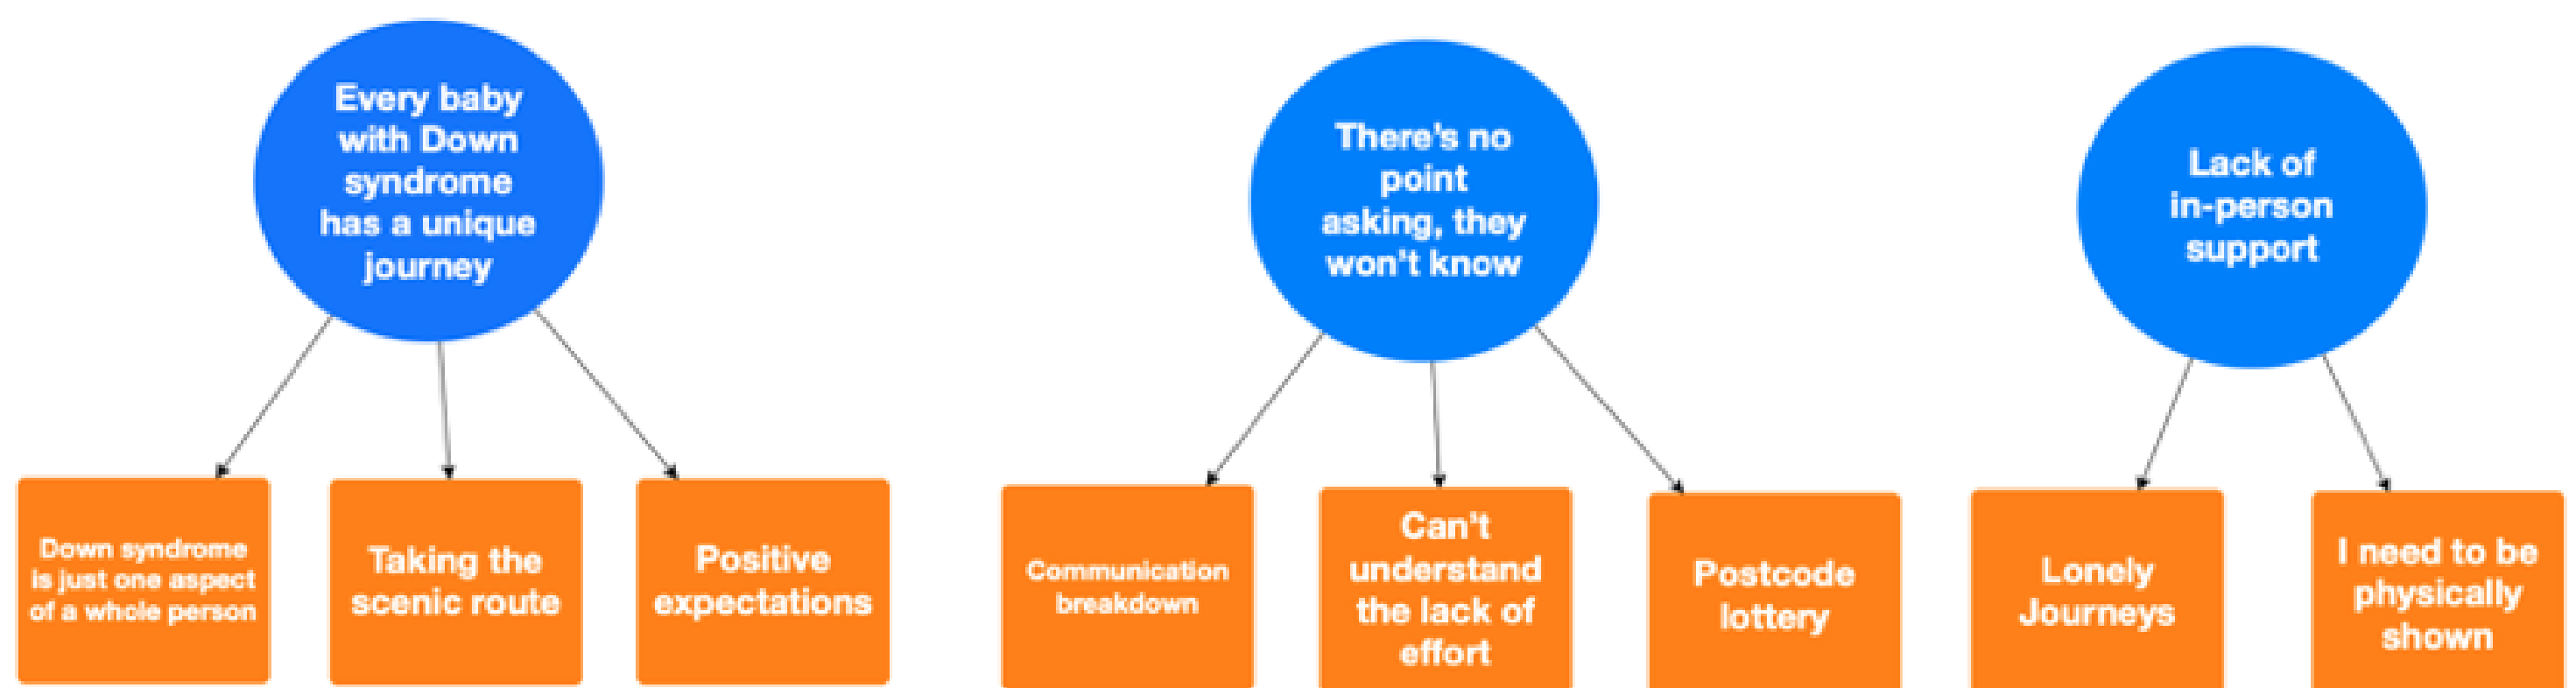 Every baby
with Down
syndrome
has a unique
journey
There's no
point
asking, they
won't know
Lack of
in-person
support
Down syndrome
is just one aspect
of a whole person
Taking the
scenic route
Positive
expectations
Communication
breakdown
Can't
understand
the lack of
effort
Postcode
lottery
Lonely
Journeys
I need to be
physically
shown